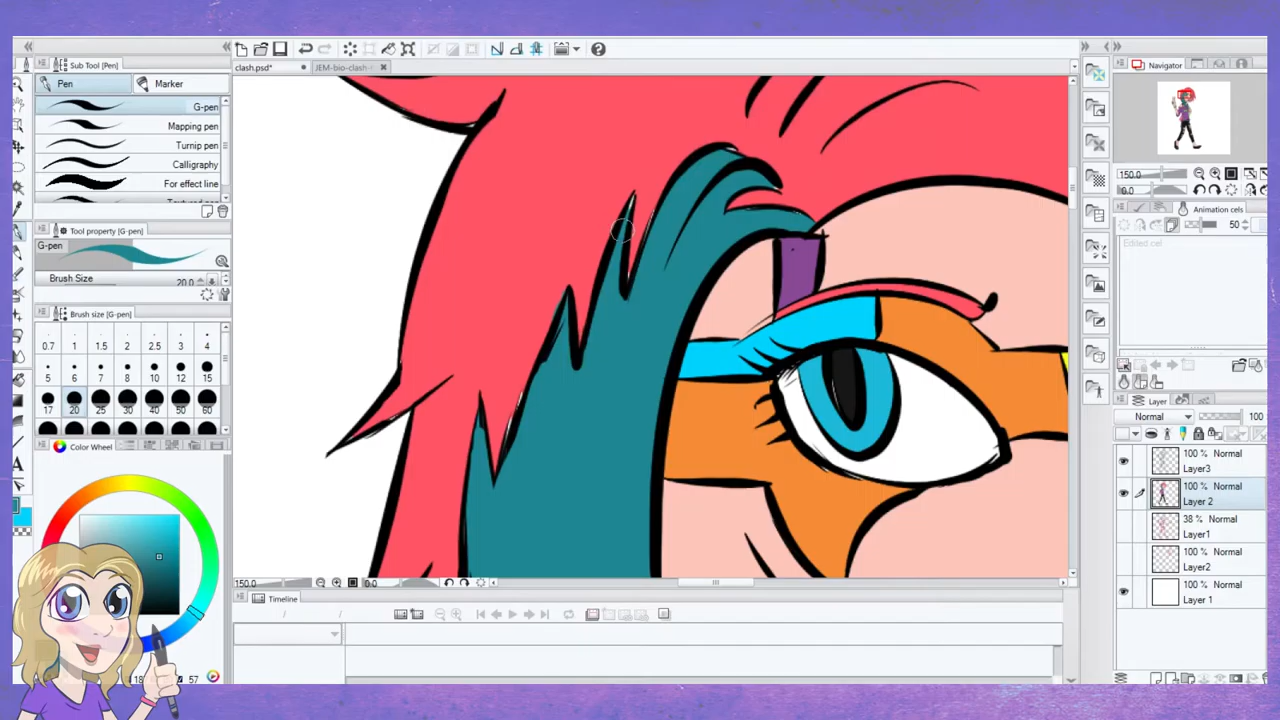 Sub Tool [Pen]
Pen
Marker
G-pen
Mapping pen
Turnip pen
Calligraphy
For effect line
Tool property [G-pen]
G-pen
Brush Size 20.0
Brush size [G-pen]
0.7 1 1.5 2 2.5 3
5 6 7 8 10 12 15
17 20 25 30 40 50 60
Color Wheel
57
clash.psd*
JEM-bio-clash
150.0 0.0
Timeline
Navigator
150.0
0.0
Animation cels
50
Edited cel
Layer
Normal 100
100 % Normal
Layer3
100 % Normal
Layer 2
38 % Normal
Layer1
100 % Normal
Layer2
100 % Normal
Layer 1